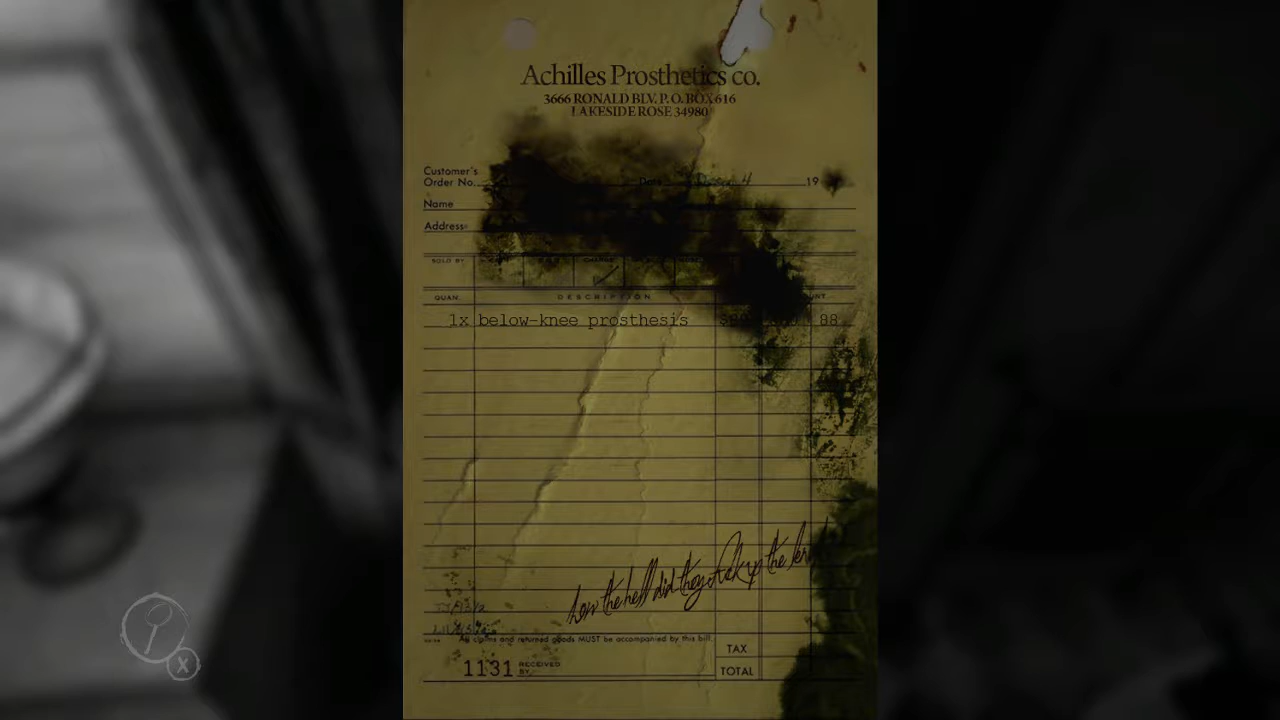 Achilles Prosthetics co.
3666 RONALD BLV. P. O. BOX 616
LAKESIDE ROSE 34980
Customer's
Order No.
Date
4
19
Name
Address
SOLD BY
CHARGE
QUAN.
DESCRIPTION
1x below-knee prosthesis
88
how the hell did they fuck up the
All claims and returned goods MUST be accompanied by this bill.
TAX
1131
RECEIVED
BY
TOTAL
X